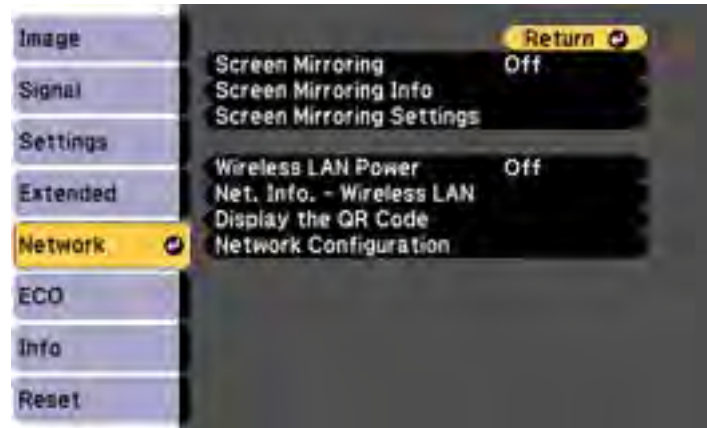 Image
Signal
Settings
Extended
Network
ECO
Info
Reset
Return
Screen Mirroring Off
Screen Mirroring Info
Screen Mirroring Settings
Wireless LAN Power Off
Net. Info. - Wireless LAN
Display the QR Code
Network Configuration